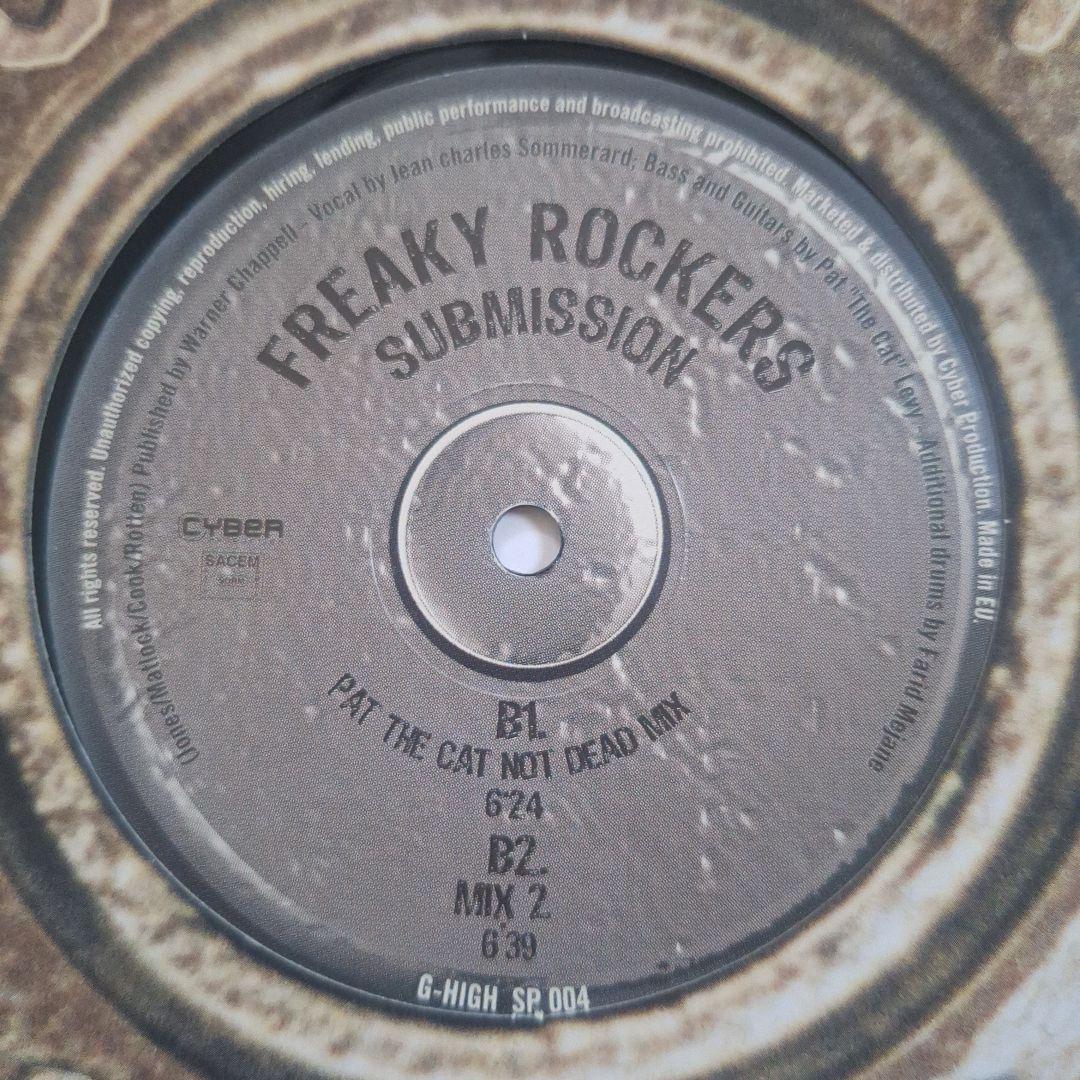 All rights reserved. Unauthorized copying, reproduction, hiring, lending, public performance and broadcasting prohibited. Marketed & distributed by Cyber Production. Made in EU.
(Jones/Matlock/Cook/Rotten) Published by Warner Chappell - Vocal by Jean charles Sommerard; Bass and Guitars by Pat "The Cat" Levy - Additional drums by Farid Mejane
FREAKY ROCKERS
SUBMISSION
CYBER
SACEM
B1.
PAT THE CAT NOT DEAD MIX
6'24
B2.
MIX 2
6'39
G-HIGH SP 004